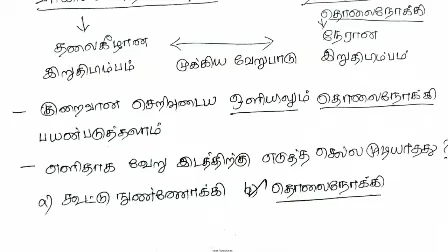 தொலைநோக்கி
தலைகீழான நேரான
இறுதிபிம்பம் முக்கிய வேறுபாடு இறுதிபிம்பம்
– குறைவான செறிவுடைய ஒளியிலும் தொலைநோக்கி
பயன்படுத்தலாம்
– எளிதாக வேறு இடத்திற்கு எடுத்து செல்ல முடியாதது ?
a) கூட்டு நுண்ணோக்கி b) தொலைநோக்கி